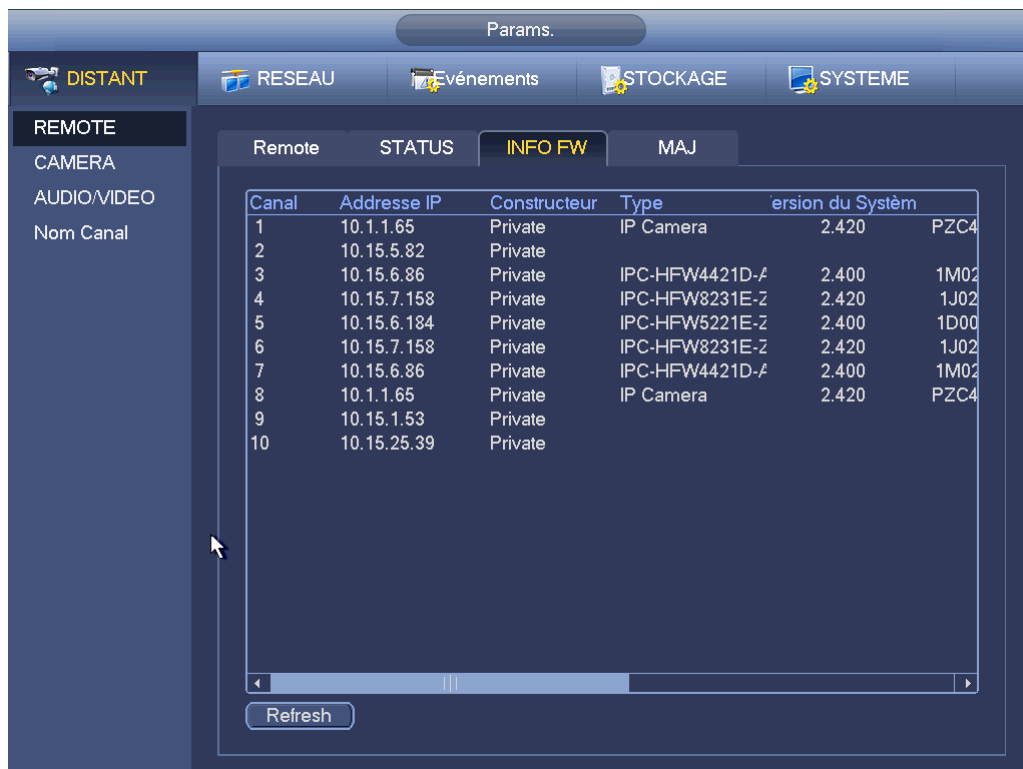 Params.
DISTANT RESEAU Evénements STOCKAGE SYSTEME
REMOTE
CAMERA
AUDIO/VIDEO
Nom Canal
Remote STATUS INFO FW MAJ
Canal Addresse IP Constructeur Type ersion du Systèm
1 10.1.1.65 Private IP Camera 2.420 PZC4
2 10.15.5.82 Private
3 10.15.6.86 Private IPC-HFW4421D-A 2.400 1M02
4 10.15.7.158 Private IPC-HFW8231E-Z 2.420 1J02
5 10.15.6.184 Private IPC-HFW5221E-Z 2.400 1D00
6 10.15.7.158 Private IPC-HFW8231E-Z 2.420 1J02
7 10.15.6.86 Private IPC-HFW4421D-A 2.400 1M02
8 10.1.1.65 Private IP Camera 2.420 PZC4
9 10.15.1.53 Private
10 10.15.25.39 Private
Refresh